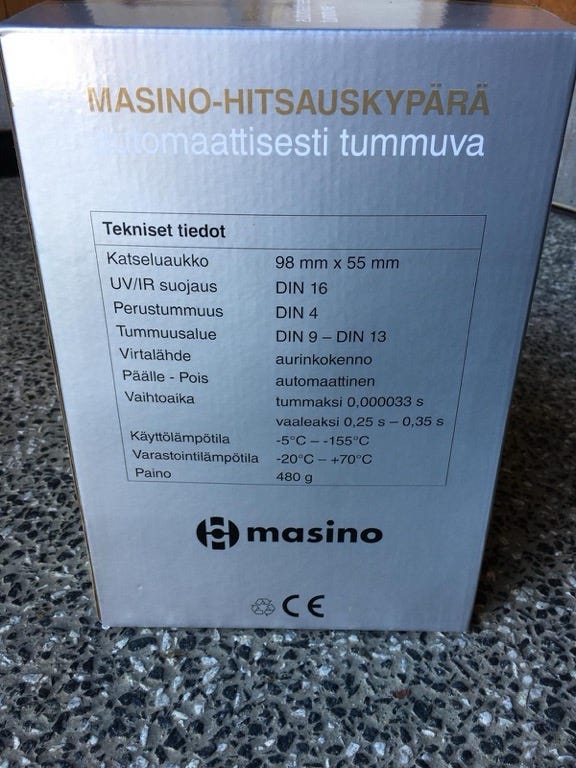 MASINO-HITSAUSKYPÄRÄ
automaattisesti tummuva
Tekniset tiedot
Katseluaukko 98 mm x 55 mm
UV/IR suojaus DIN 16
Perustummuus DIN 4
Tummuusalue DIN 9 – DIN 13
Virtalähde aurinkokenno
Päälle - Pois automaattinen
Vaihtoaika tummaksi 0,000033 s
vaaleaksi 0,25 s – 0,35 s
Käyttölämpötila -5°C – -155°C
Varastointilämpötila -20°C – +70°C
Paino 480 g
masino
CE